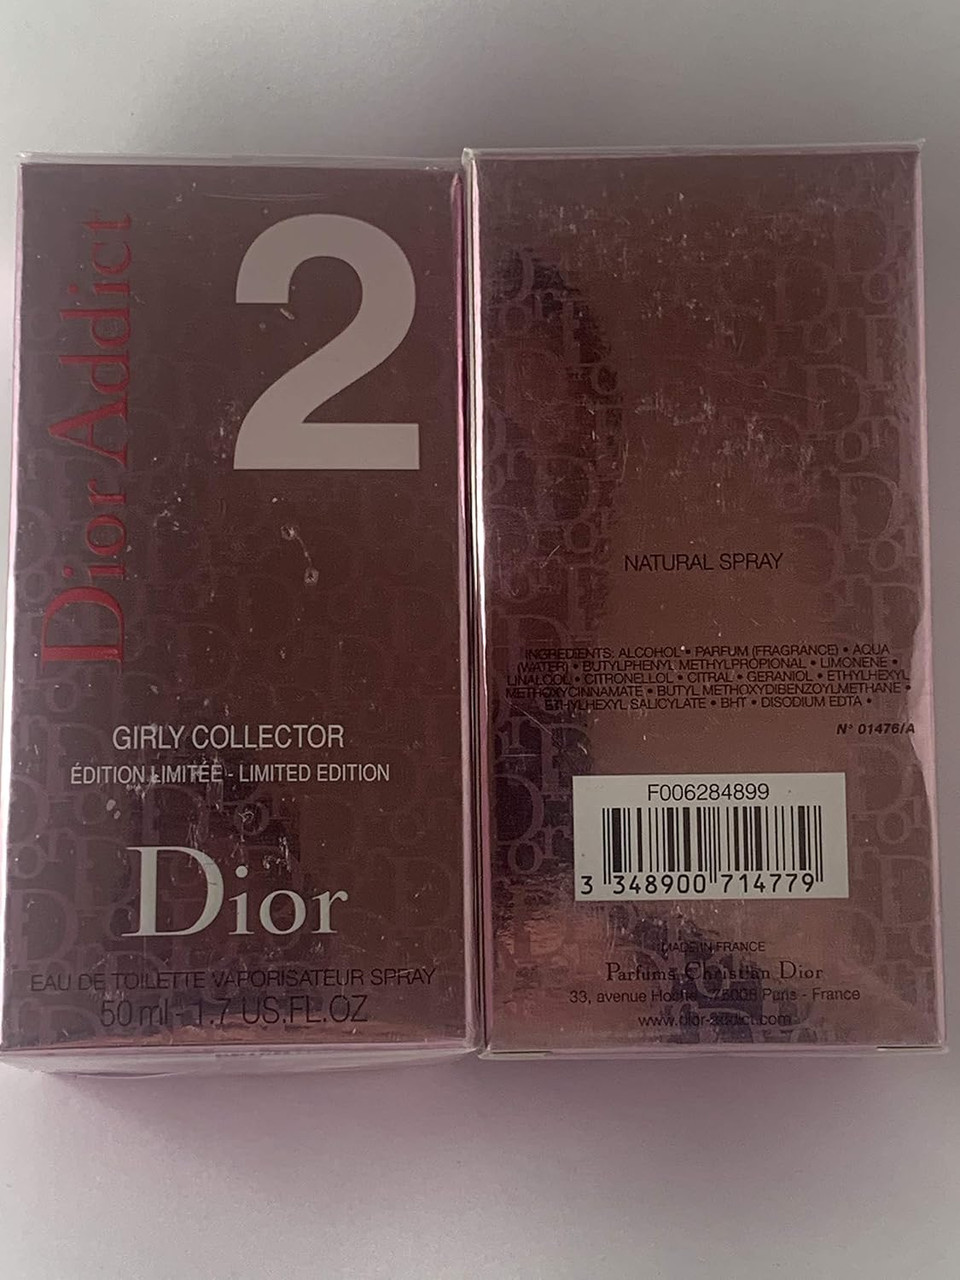 Dior Addict
2
GIRLY COLLECTOR
ÉDITION LIMITÉE - LIMITED EDITION
Dior
EAU DE TOILETTE VAPORISATEUR SPRAY
50 ml - 1.7 US.FL.OZ
NATURAL SPRAY
INGREDIENTS: ALCOHOL • PARFUM (FRAGRANCE) • AQUA
(WATER) • BUTYLPHENYL METHYLPROPIONAL • LIMONENE •
LINALOOL • CITRONELLOL • CITRAL • GERANIOL • ETHYLHEXYL
METHOXYCINNAMATE • BUTYL METHOXYDIBENZOYLMETHANE •
ETHYLHEXYL SALICYLATE • BHT • DISODIUM EDTA •
N° 01476/A
F006284899
3 348900 714779
MADE IN FRANCE
Parfums Christian Dior
33, avenue Hoche - 75008 Paris - France
www.dior-addict.com